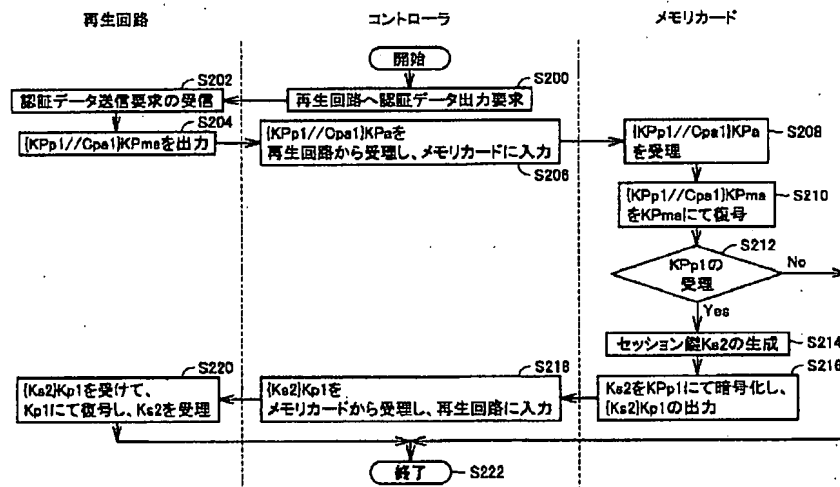 再生回路
コントローラ
メモリカード
開始
S200
再生回路へ認証データ出力要求
S202
認証データ送信要求の受信
S204
{KPp1//Cpa1}KPmaを出力
{KPp1//Cpa1}KPaを
再生回路から受理し、メモリカードに入力
S206
{KPp1//Cpa1}KPa
を受理
S208
{KPp1//Cpa1}KPma
をKPmaにて復号
S210
S212
KPp1の
受理
No
Yes
セッション鍵Ks2の生成
S214
S216
Ks2をKPp1にて暗号化し、
{Ks2}Kp1の出力
S218
{Ks2}Kp1を
メモリカードから受理し、再生回路に入力
S220
{Ks2}Kp1を受けて、
Kp1にて復号し、Ks2を受理
終了
S222